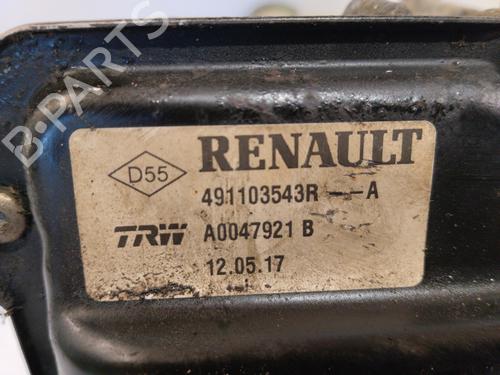 B-PARTS
D55 RENAULT
491103543R -- A
TRW A0047921 B
12.05.17